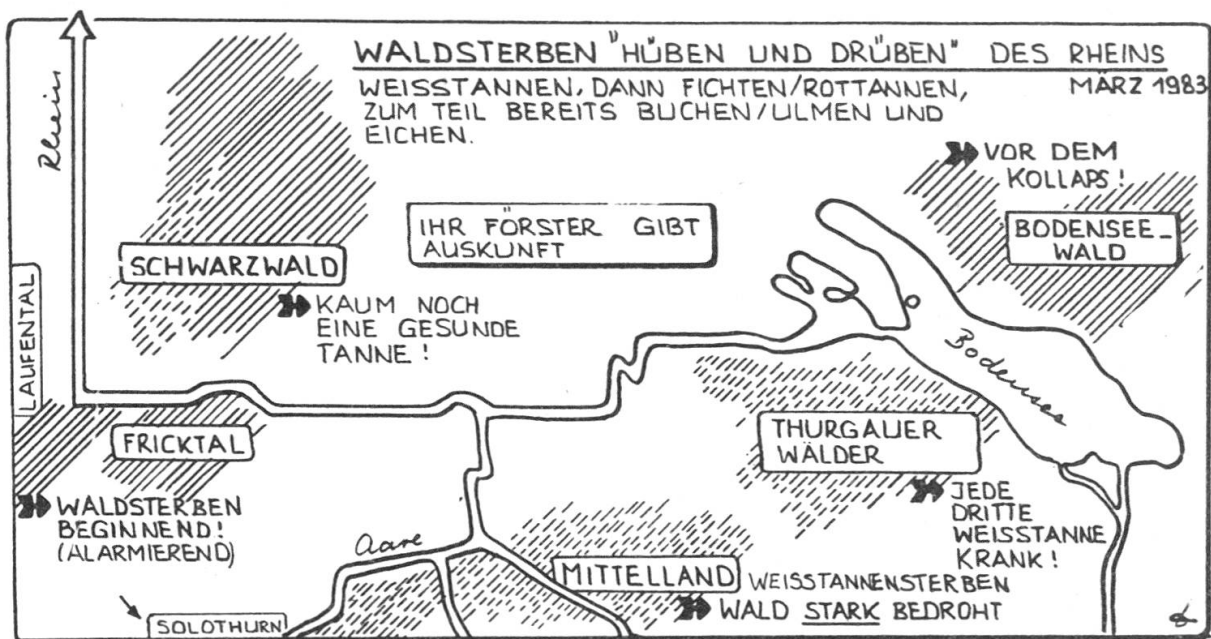 WALDSTERBEN "HÜBEN UND DRÜBEN" DES RHEINS
MÄRZ 1983
WEISSTANNEN, DANN FICHTEN/ROTTANNEN,
ZUM TEIL BEREITS BUCHEN/ULMEN UND
EICHEN.
Rhein
VOR DEM
KOLLAPS!
IHR FÖRSTER GIBT
AUSKUNFT
BODENSEE-
WALD
SCHWARZWALD
KAUM NOCH
EINE GESUNDE
TANNE!
LAUFENTAL
Bodensee
FRICKTAL
THURGAUER
WÄLDER
WALDSTERBEN
BEGINNEND!
(ALARMIEREND)
JEDE
DRITTE
WEISSTANNE
KRANK!
Aare
MITTELLAND
WEISSTANNENSTERBEN
WALD STARK BEDROHT
SOLOTHURN